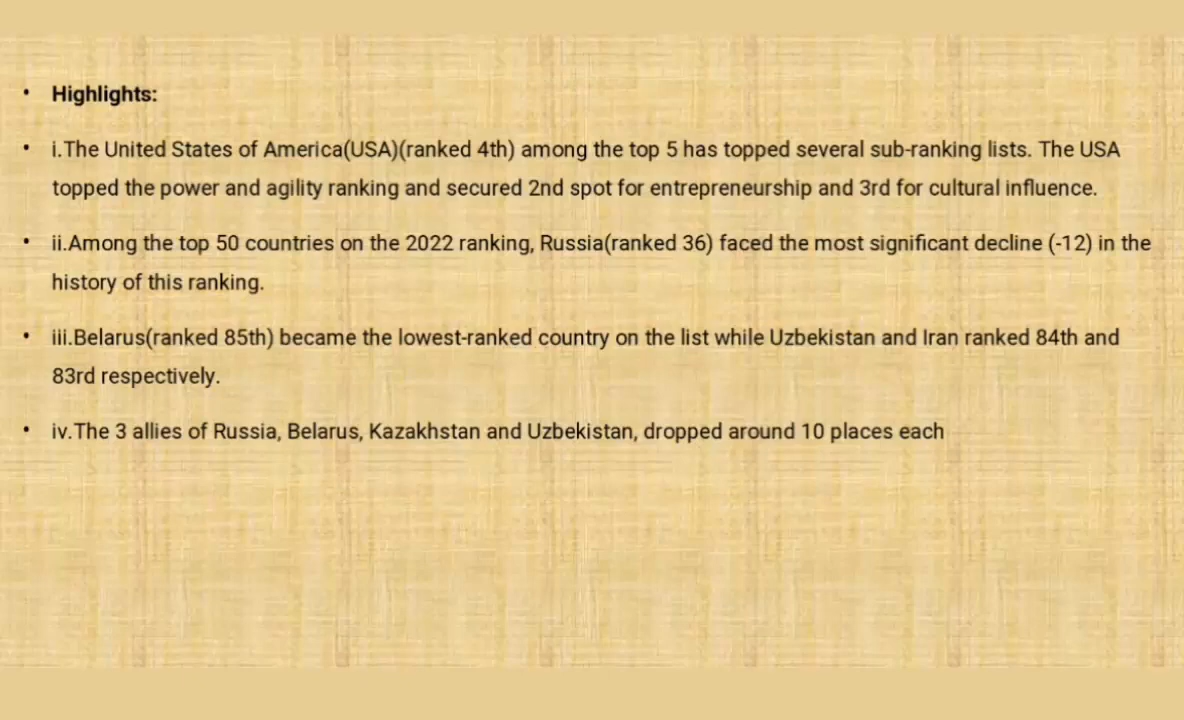 • Highlights:
• i.The United States of America(USA)(ranked 4th) among the top 5 has topped several sub-ranking lists. The USA
topped the power and agility ranking and secured 2nd spot for entrepreneurship and 3rd for cultural influence.
• ii.Among the top 50 countries on the 2022 ranking, Russia(ranked 36) faced the most significant decline (-12) in the
history of this ranking.
• iii.Belarus(ranked 85th) became the lowest-ranked country on the list while Uzbekistan and Iran ranked 84th and
83rd respectively.
• iv.The 3 allies of Russia, Belarus, Kazakhstan and Uzbekistan, dropped around 10 places each